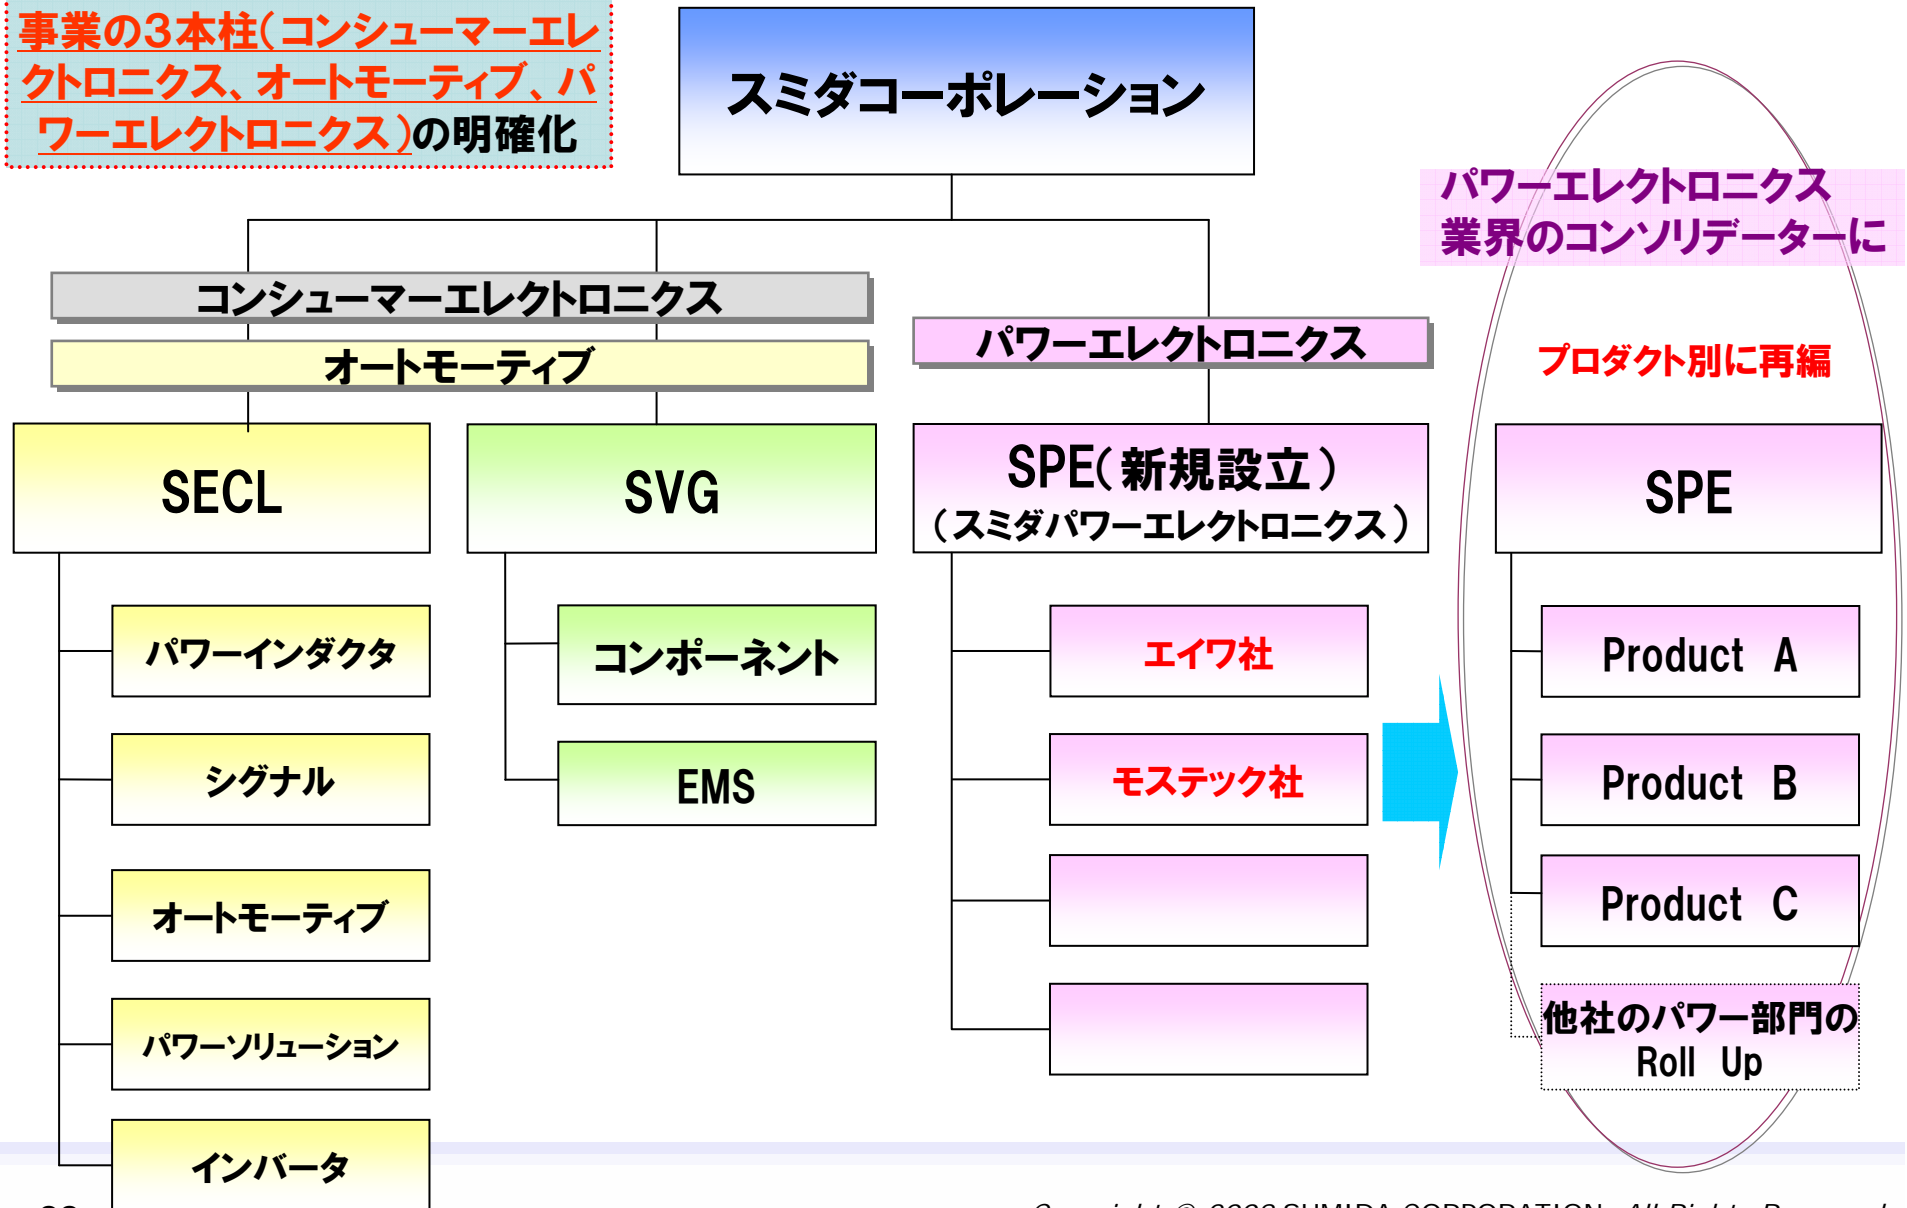 事業の3本柱(コンシューマーエレ
クトロニクス、オートモーティブ、パ
ワーエレクトロニクス)の明確化
スミダコーポレーション
パワーエレクトロニクス
業界のコンソリデーターに
コンシューマーエレクトロニクス
オートモーティブ
パワーエレクトロニクス
プロダクト別に再編
SECL
SVG
SPE(新規設立)
(スミダパワーエレクトロニクス)
SPE
パワーインダクタ
シグナル
オートモーティブ
パワーソリューション
インバータ
コンポーネント
EMS
エイワ社
モステック社
Product A
Product B
Product C
他社のパワー部門の
Roll Up
SUMIDA CORPORATION. All Rights Reserved.